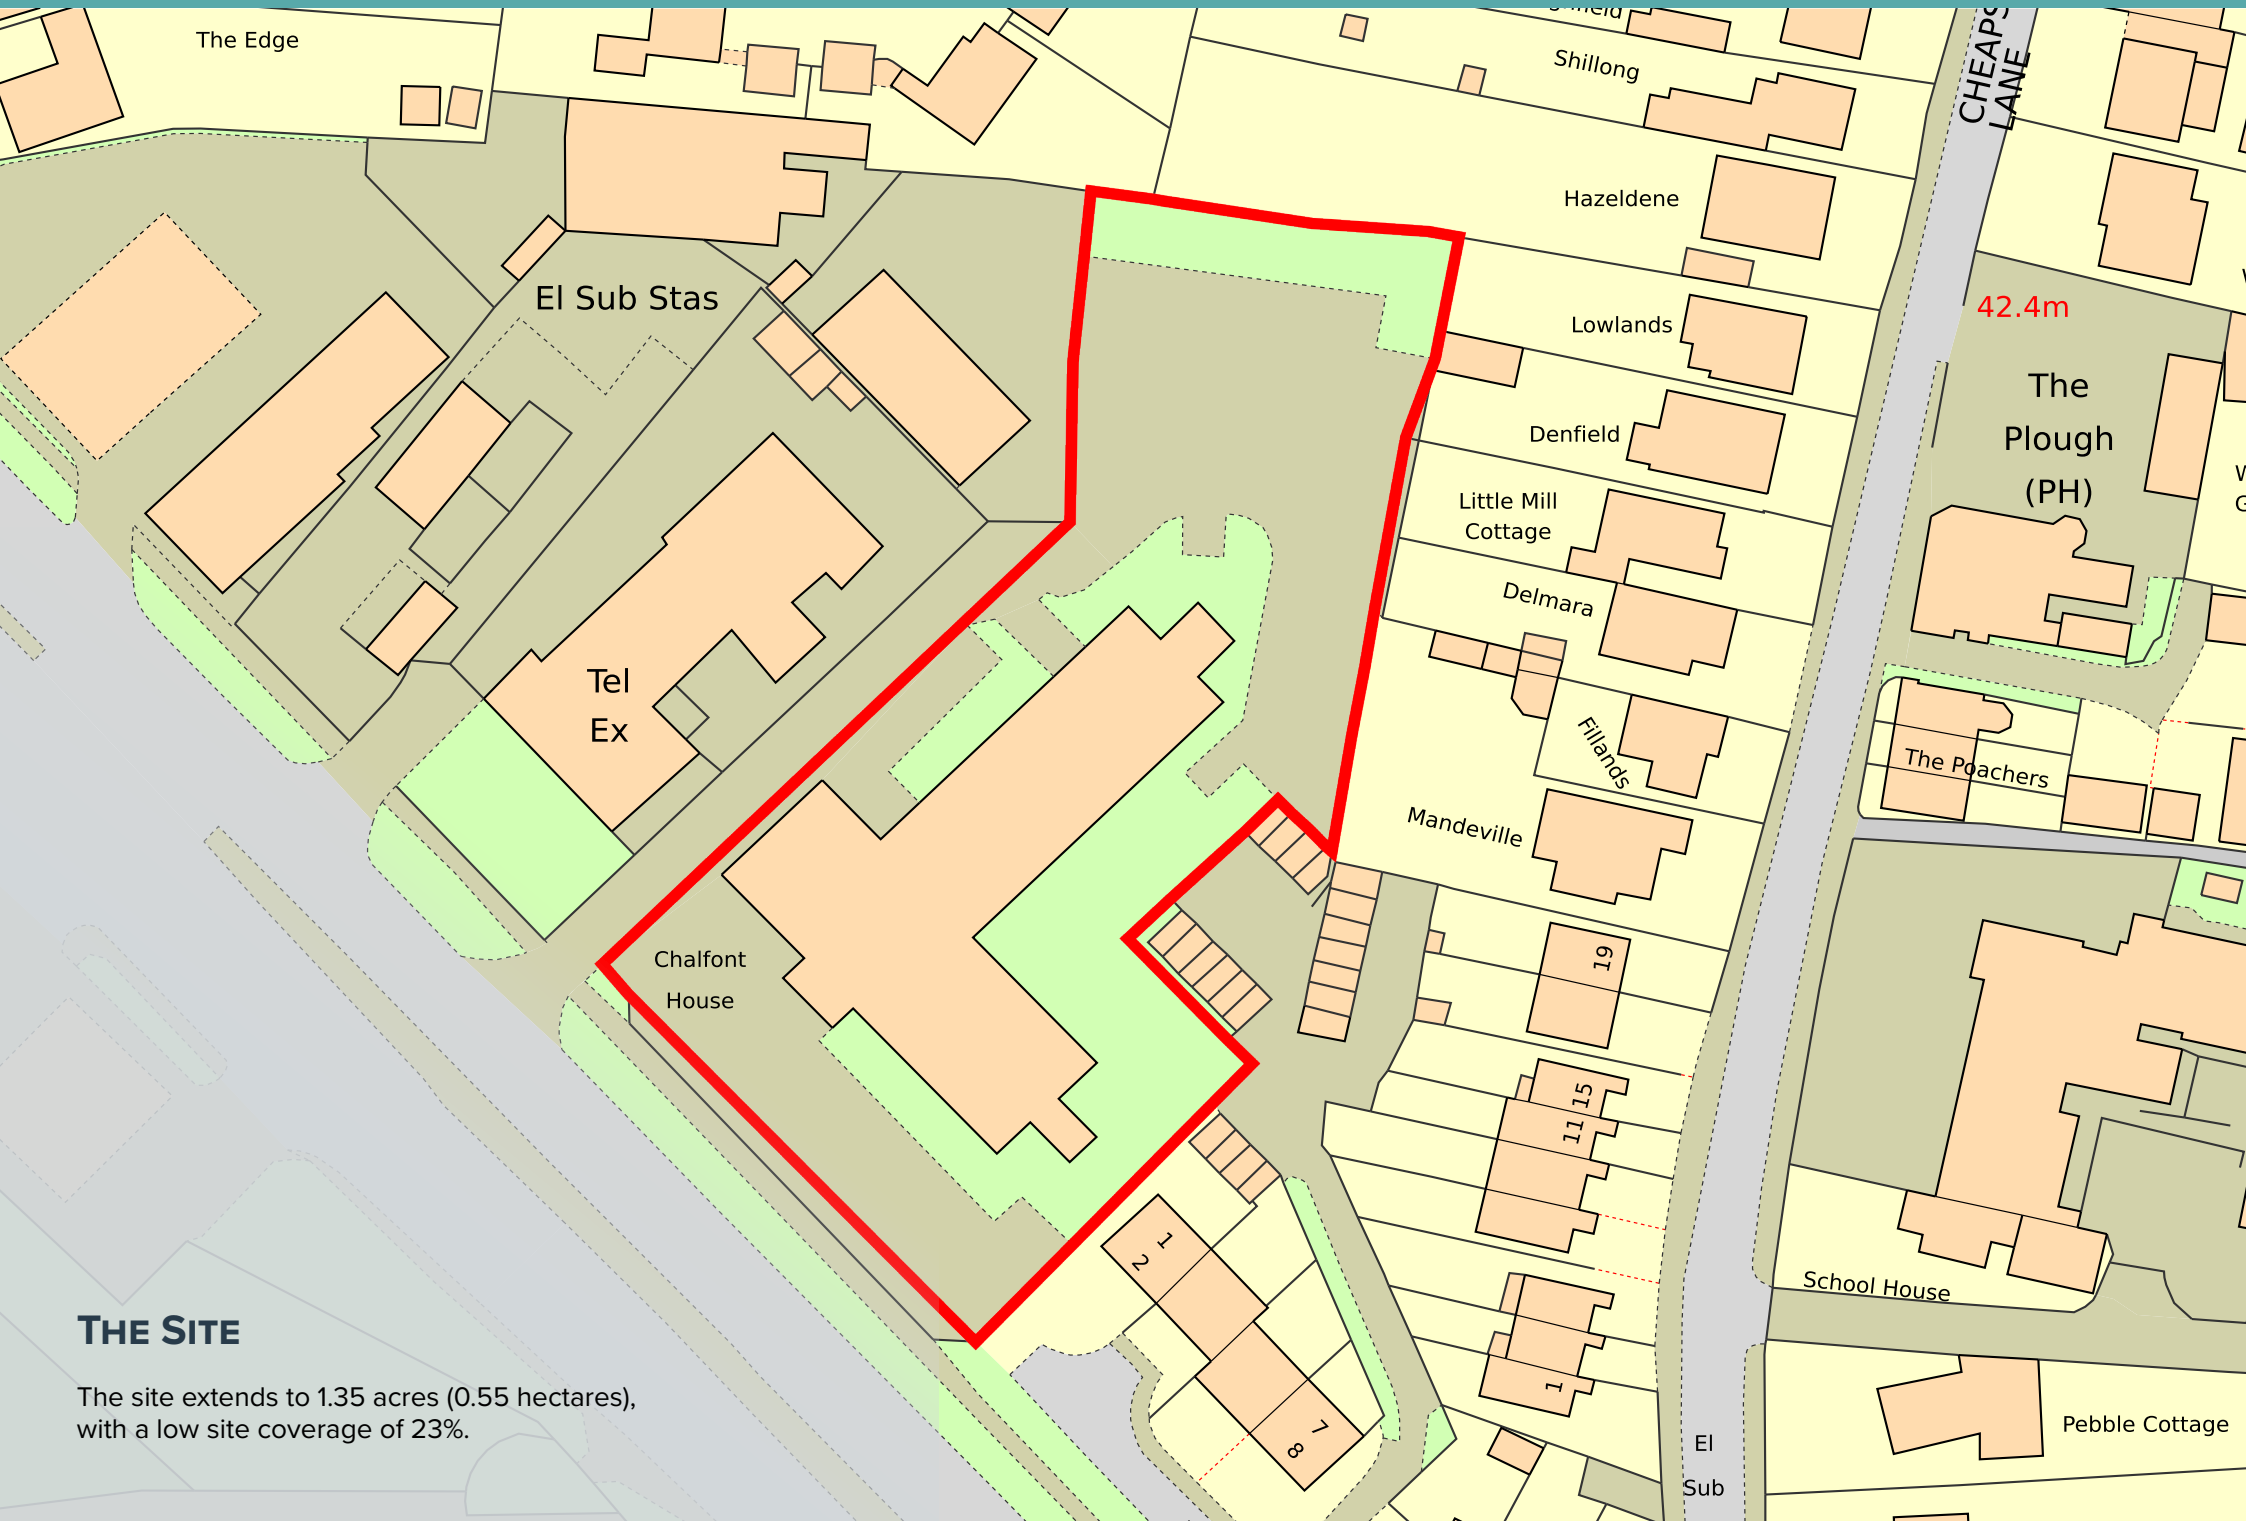 The Edge
Shillong
CHEAPS
LANE
Hazeldene
El Sub Stas
42.4m
Lowlands
The
Plough
(PH)
Denfield
Little Mill
Cottage
Delmara
Tel
Ex
Fillands
The Poachers
Mandeville
Chalfont
House
19
15
11
1
2
School House
1
7
8
Pebble Cottage
El
Sub
THE SITE
The site extends to 1.35 acres (0.55 hectares),
with a low site coverage of 23%.